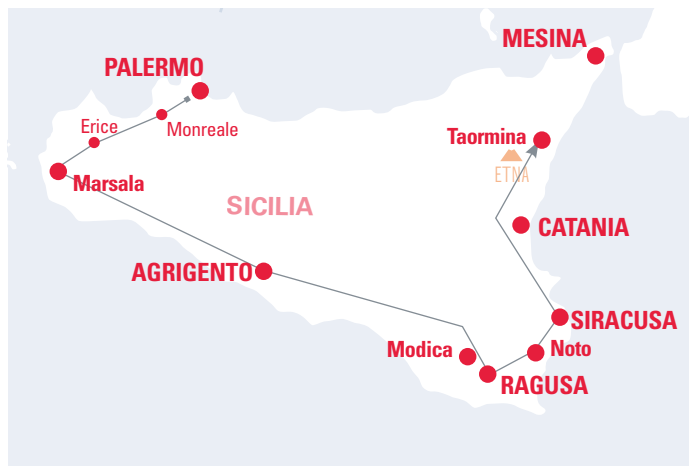 MESINA
PALERMO
Erice
Monreale
Taormina
ETNA
Marsala
SICILIA
CATANIA
AGRIGENTO
SIRACUSA
Modica
Noto
RAGUSA